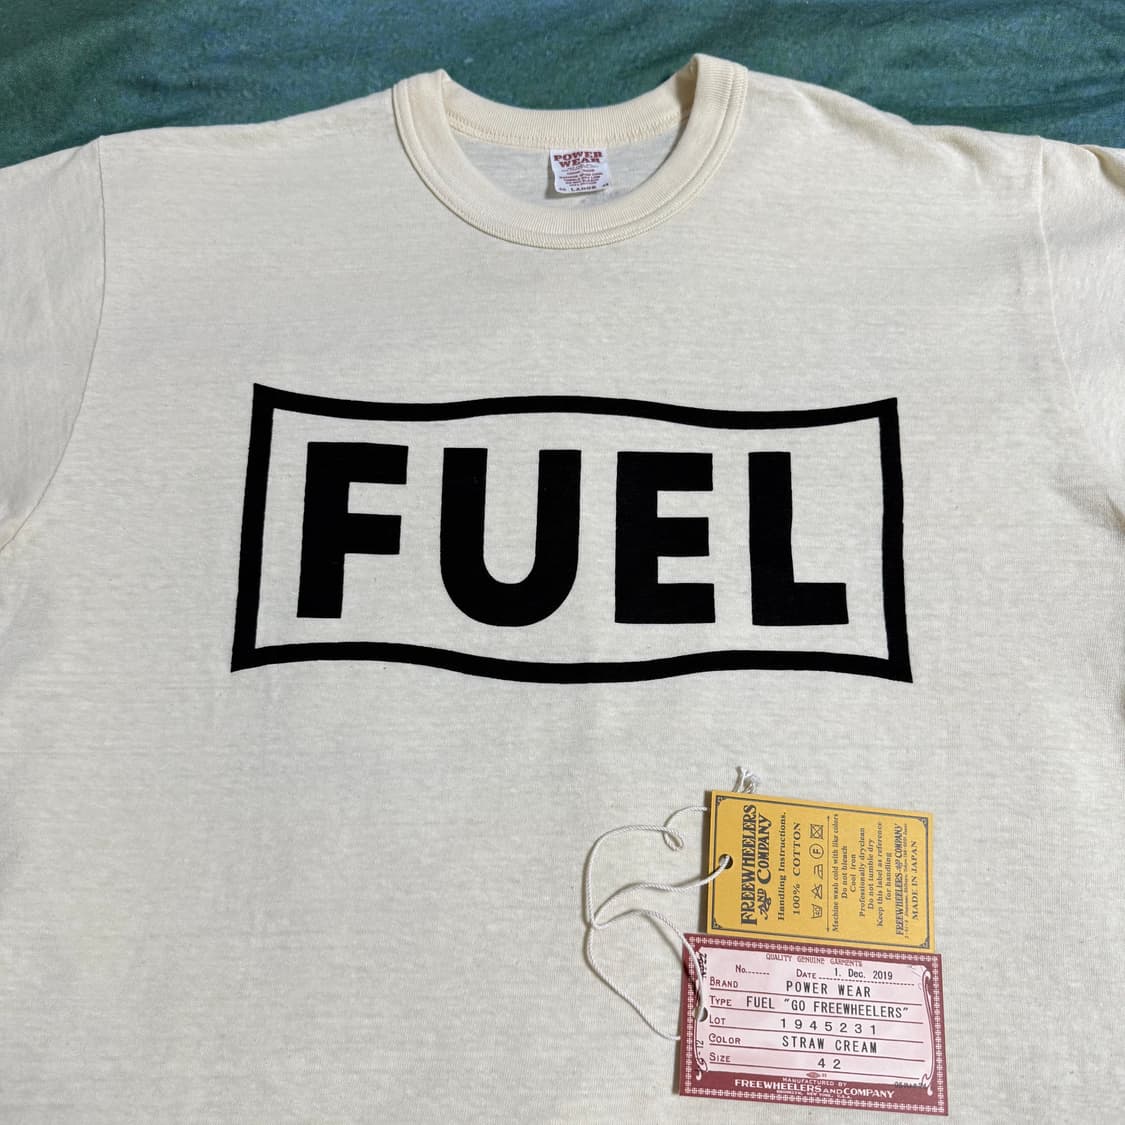 POWER
WEAR
LARGE
FUEL
FREEWHEELERS
AND COMPANY
Handling Instructions.
100% COTTON
F
Machine wash cold with like colors
Do not bleach
Cool iron
Professionally dryclean
Do not tumble dry
Keep this label as reference
for handling
FREEWHEELERS AND COMPANY
MADE IN JAPAN
QUALITY GENUINE GARMENTS
No....... DATE 1. Dec. 2019
BRAND POWER WEAR
TYPE FUEL "GO FREEWHEELERS"
LOT 1945231
COLOR STRAW CREAM
SIZE 42
MANUFACTURED BY
FREEWHEELERS AND COMPANY